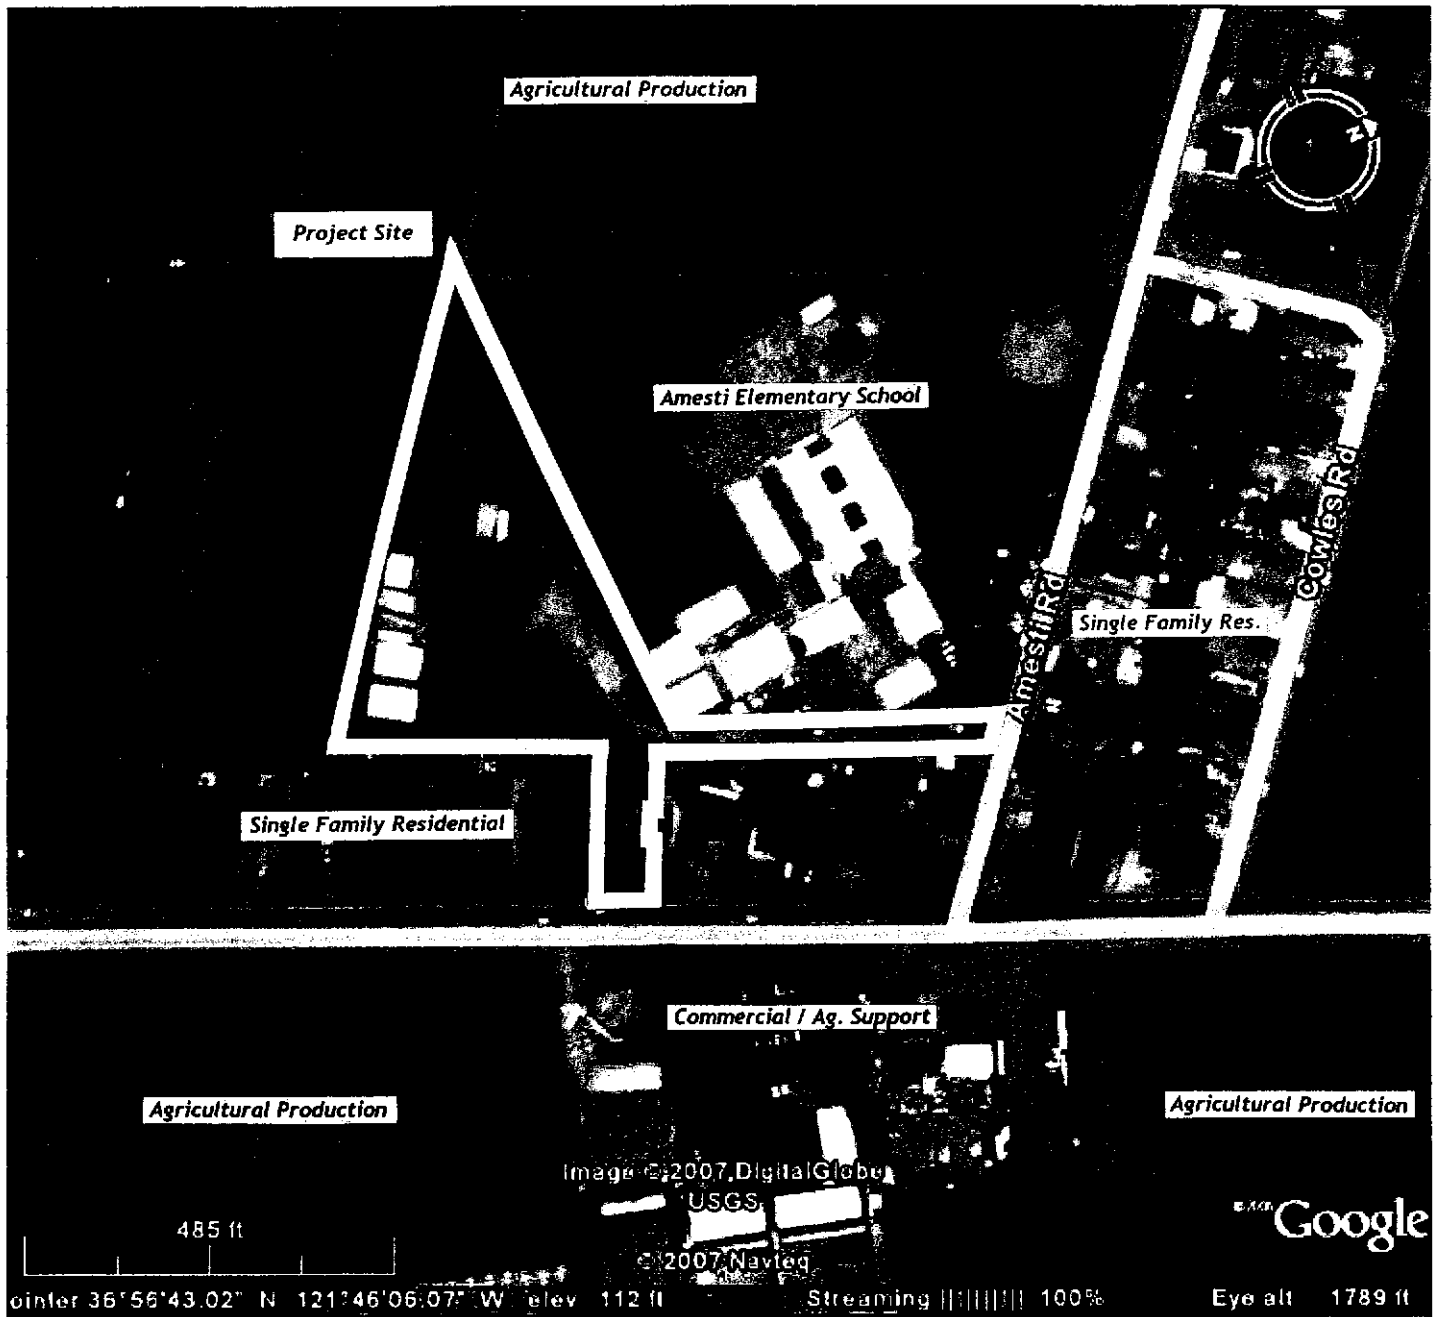 Agricultural Production
N
Project Site
Amesti Elementary School
Cowles Rd
Amesti Rd
Single Family Res.
Single Family Residential
Commercial / Ag. Support
Agricultural Production
Agricultural Production
Image © 2007 DigitalGlobe
USGS
Google
485 ft
© 2007 Navteq
ointer 36°56'43.02" N 121°46'06.07" W elev 112 ft Streaming |||||||||| 100% Eye alt 1789 ft